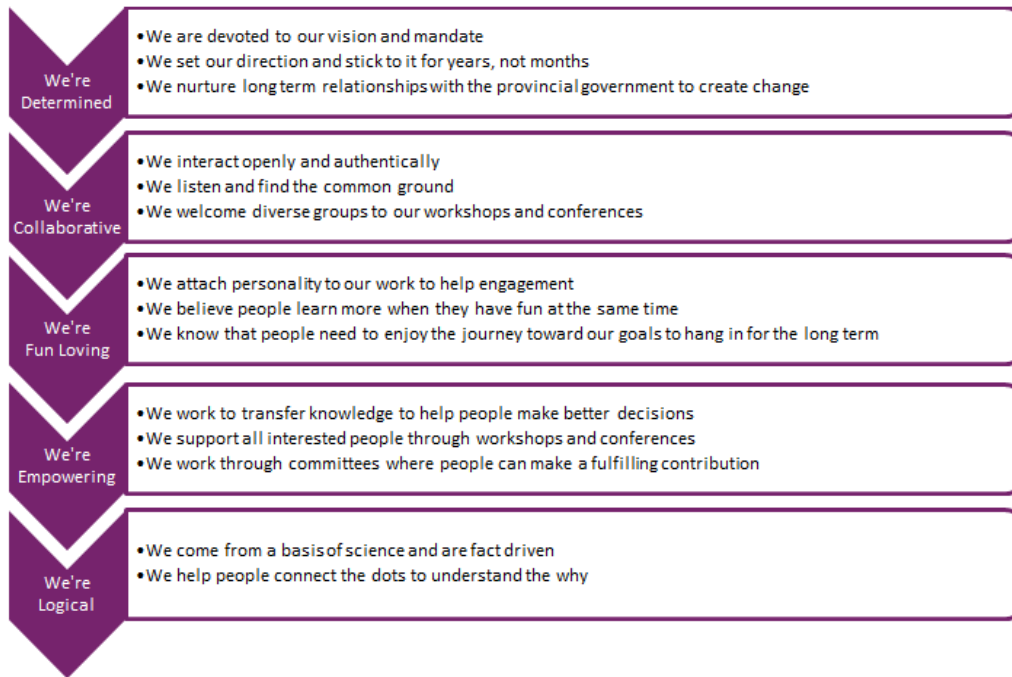 We're
Determined
•We are devoted to our vision and mandate
•We set our direction and stick to it for years, not months
•We nurture long term relationships with the provincial government to create change
We're
Collaborative
•We interact openly and authentically
•We listen and find the common ground
•We welcome diverse groups to our workshops and conferences
We're
Fun Loving
•We attach personality to our work to help engagement
•We believe people learn more when they have fun at the same time
•We know that people need to enjoy the journey toward our goals to hang in for the long term
We're
Empowering
•We work to transfer knowledge to help people make better decisions
•We support all interested people through workshops and conferences
•We work through committees where people can make a fulfilling contribution
We're
Logical
•We come from a basis of science and are fact driven
•We help people connect the dots to understand the why